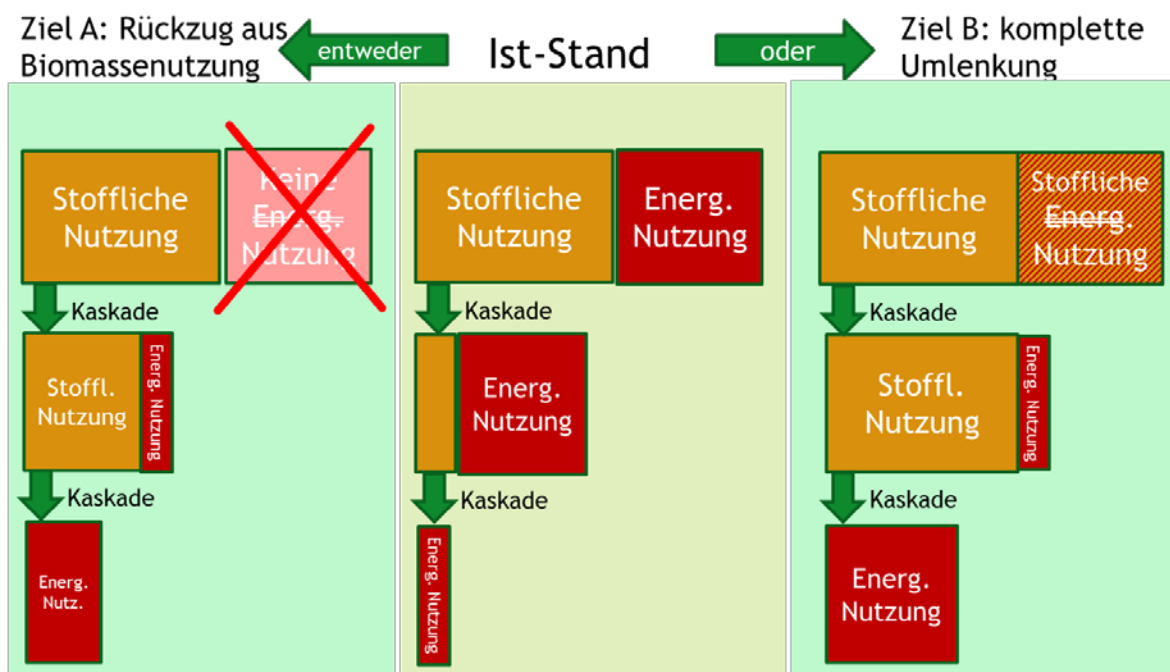 Ziel A: Rückzug aus
Biomassenutzung
entweder
Ist-Stand
oder
Ziel B: komplette
Umlenkung
Stoffliche
Nutzung
Keine
Energ.
Nutzung
Kaskade
Stoffl.
Nutzung
Energ. Nutzung
Kaskade
Energ.
Nutz.
Stoffliche
Nutzung
Energ.
Nutzung
Kaskade
Energ.
Nutzung
Kaskade
Energ. Nutzung
Stoffliche
Nutzung
Stoffliche
Energ.
Nutzung
Kaskade
Stoffl.
Nutzung
Energ. Nutzung
Kaskade
Energ.
Nutzung